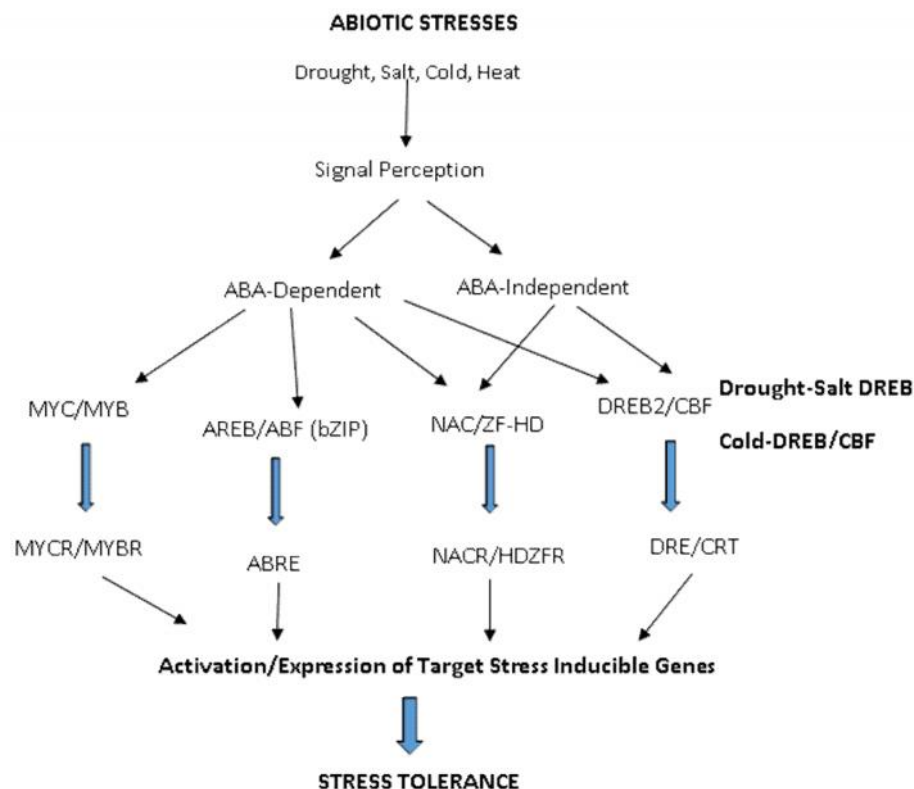 ABIOTIC STRESSES
Drought, Salt, Cold, Heat
Signal Perception
ABA-Dependent
ABA-Independent
MYC/MYB
AREB/ABF (bZIP)
NAC/ZF-HD
DREB2/CBF
Drought-Salt DREB
Cold-DREB/CBF
MYCR/MYBR
ABRE
NACR/HDZFR
DRE/CRT
Activation/Expression of Target Stress Inducible Genes
STRESS TOLERANCE